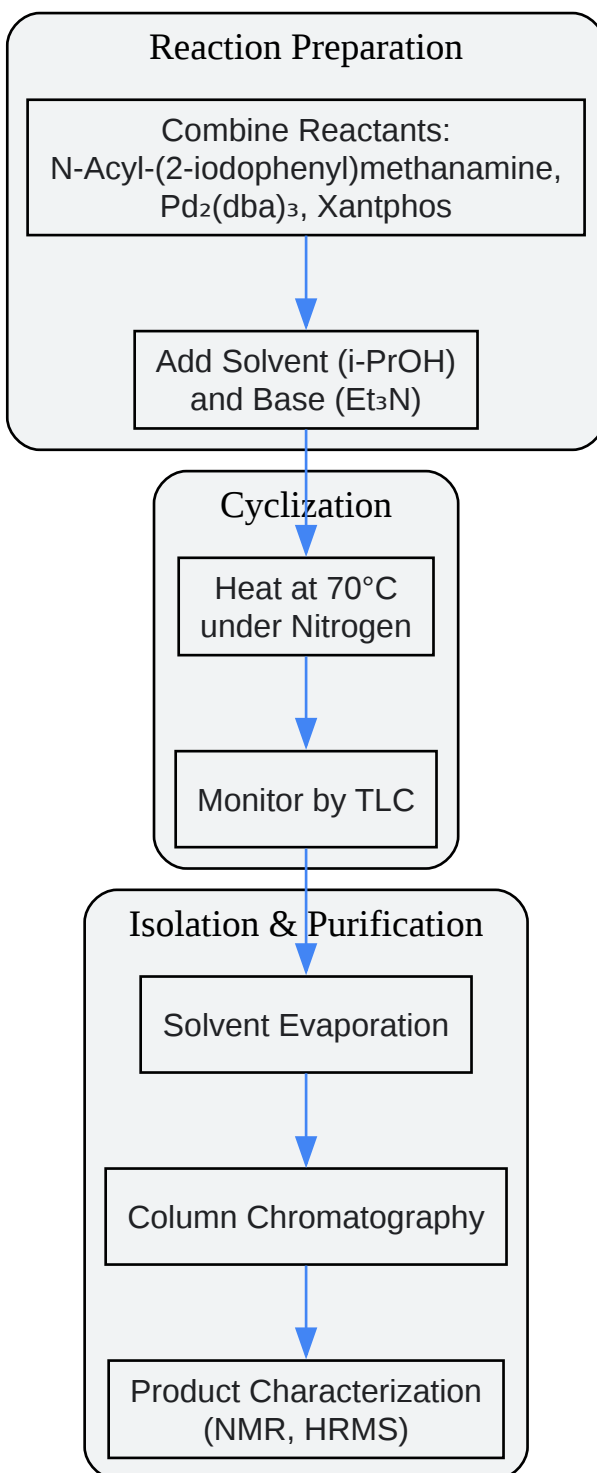 Reaction Preparation
Combine Reactants:
N-Acyl-(2-iodophenyl)methanamine,
Pd₂(dba)₃, Xantphos
Add Solvent (i-PrOH)
and Base (Et₃N)
Cyclization
Heat at 70°C
under Nitrogen
Monitor by TLC
Isolation & Purification
Solvent Evaporation
Column Chromatography
Product Characterization
(NMR, HRMS)